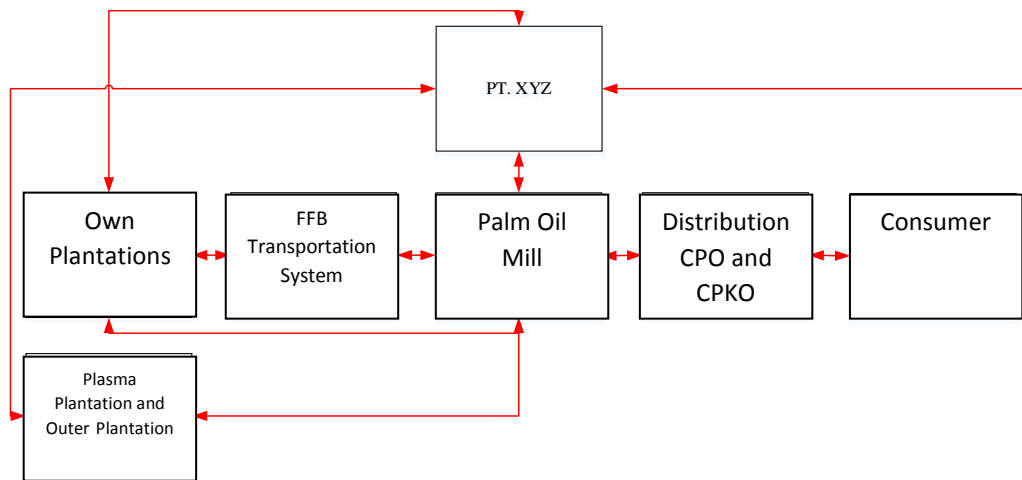 PT. XYZ
Own
Plantations
FFB
Transportation
System
Palm Oil
Mill
Distribution
CPO and
CPKO
Consumer
Plasma
Plantation and
Outer Plantation